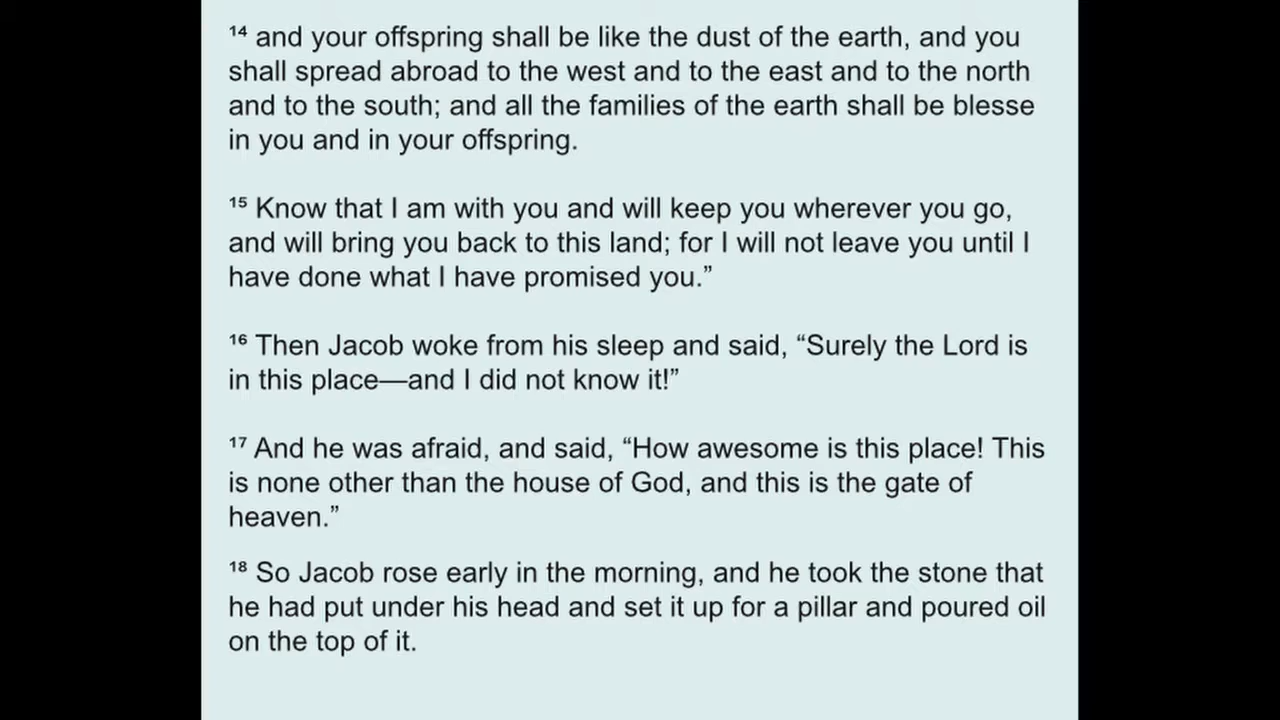 ¹⁴ and your offspring shall be like the dust of the earth, and you
shall spread abroad to the west and to the east and to the north
and to the south; and all the families of the earth shall be blesse
in you and in your offspring.
¹⁵ Know that I am with you and will keep you wherever you go,
and will bring you back to this land; for I will not leave you until I
have done what I have promised you.”
¹⁶ Then Jacob woke from his sleep and said, “Surely the Lord is
in this place—and I did not know it!”
¹⁷ And he was afraid, and said, “How awesome is this place! This
is none other than the house of God, and this is the gate of
heaven.”
¹⁸ So Jacob rose early in the morning, and he took the stone that
he had put under his head and set it up for a pillar and poured oil
on the top of it.